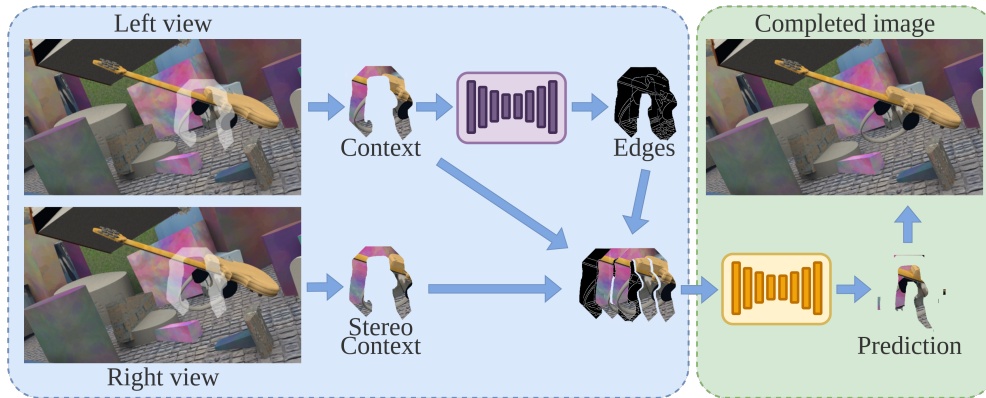 Left view
Completed image
Context
Edges
Stereo
Context
Prediction
Right view